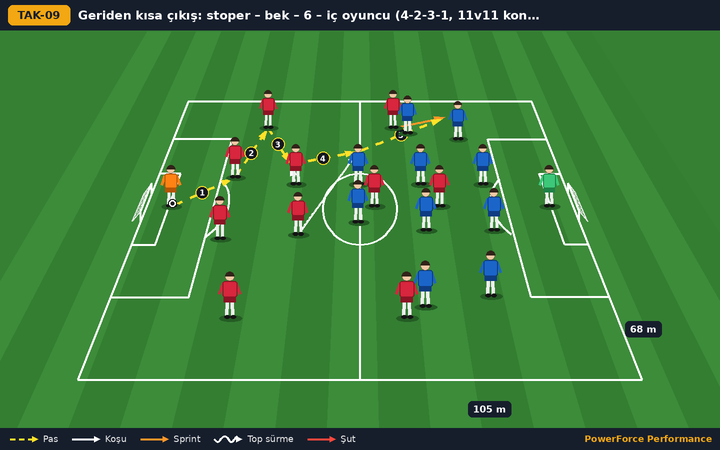 TAK-09
Geriden kısa çıkış: stoper – bek – 6 – iç oyuncu (4-2-3-1, 11v11 kon…
1
2
3
4
5
68 m
105 m
Pas
Koşu
Sprint
Top sürme
Şut
PowerForce Performance